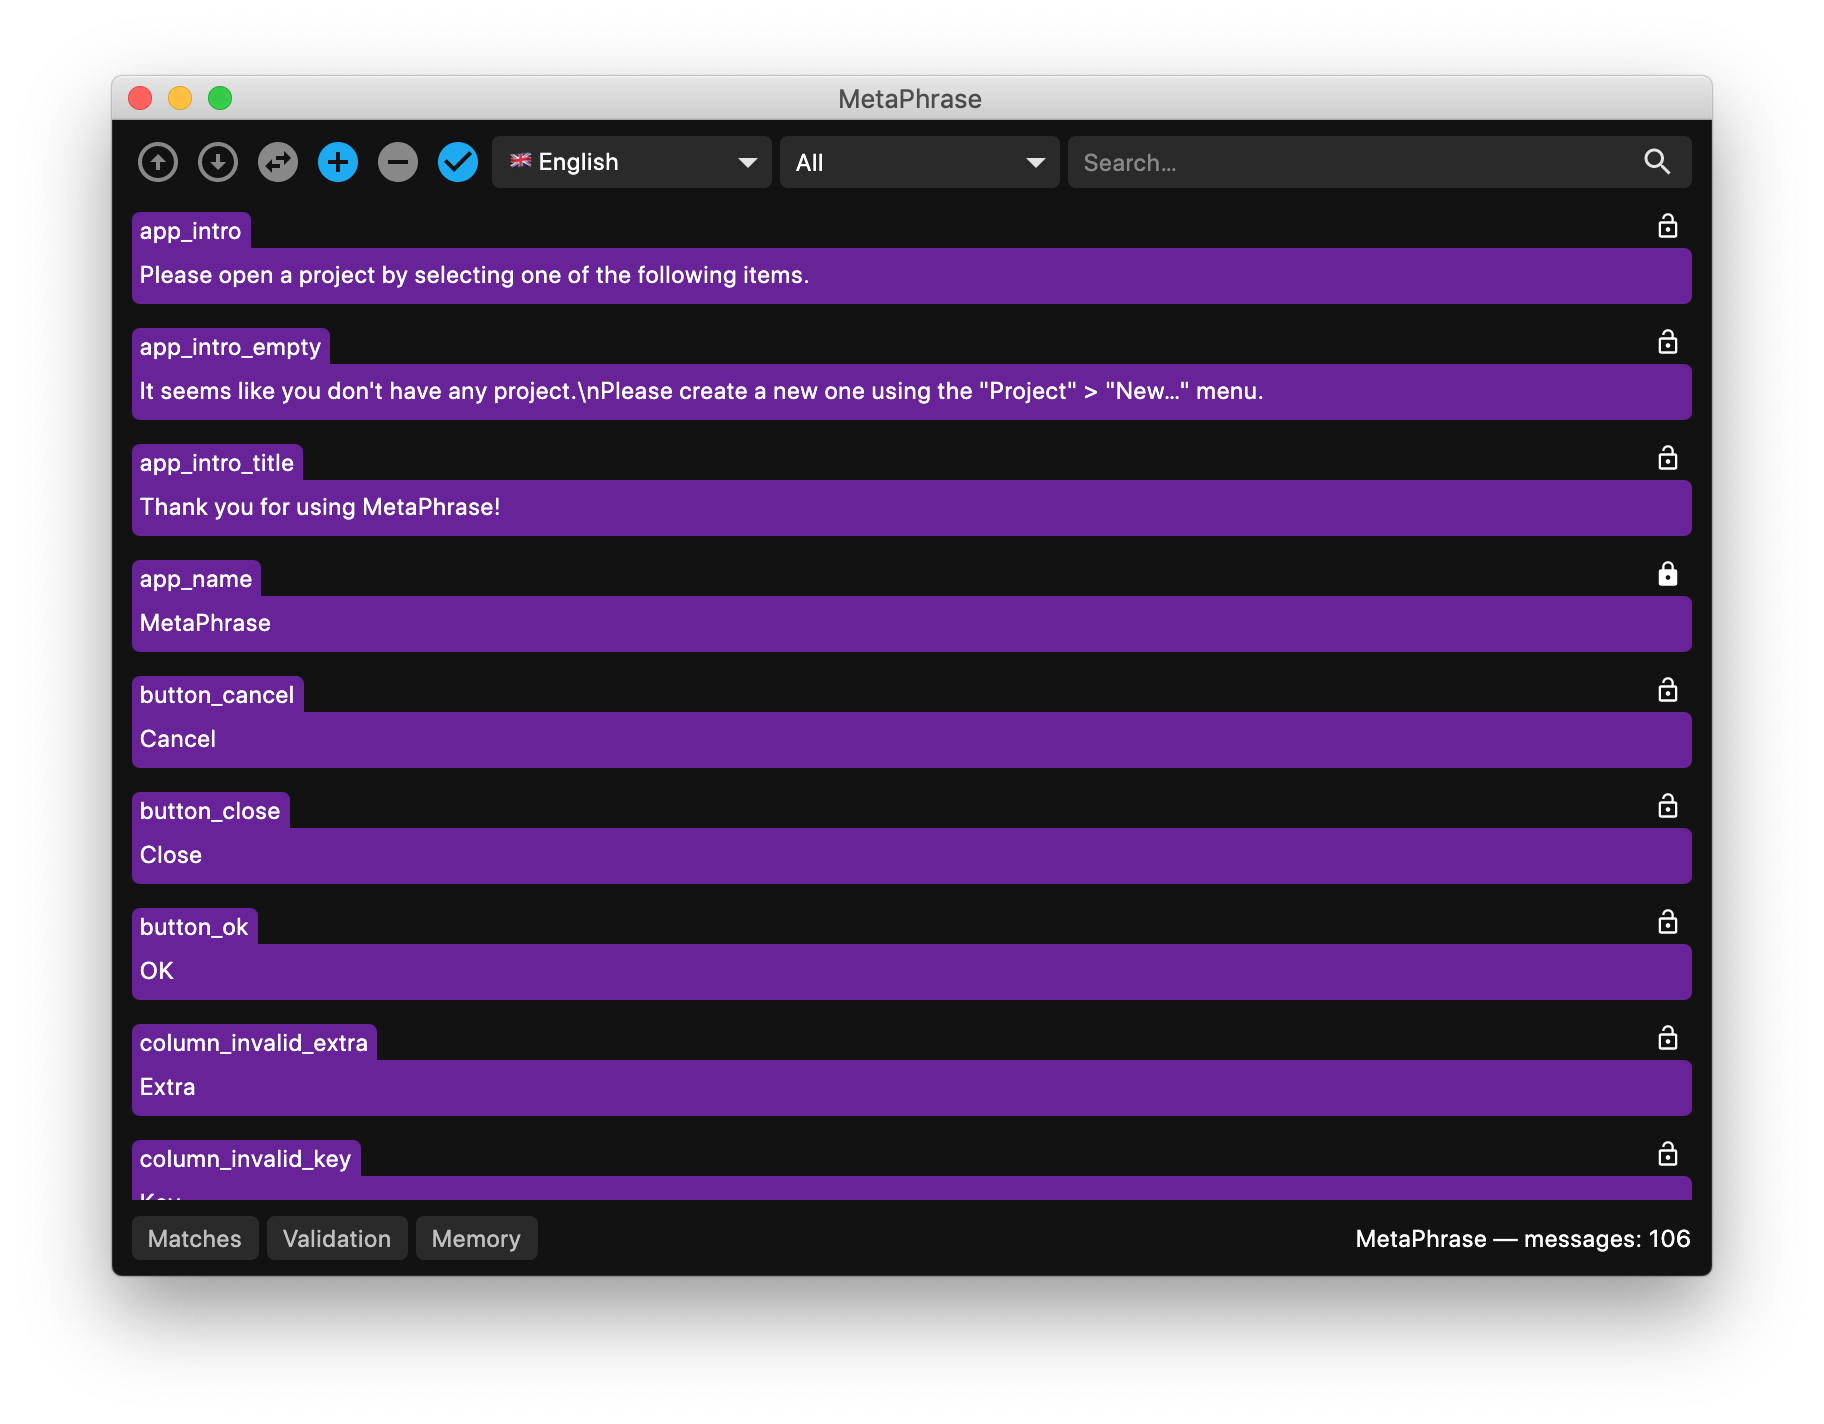 MetaPhrase
English
All
Search...
app_intro
Please open a project by selecting one of the following items.
app_intro_empty
It seems like you don't have any project.\nPlease create a new one using the "Project" > "New..." menu.
app_intro_title
Thank you for using MetaPhrase!
app_name
MetaPhrase
button_cancel
Cancel
button_close
Close
button_ok
OK
column_invalid_extra
Extra
column_invalid_key
Key
Matches
Validation
Memory
MetaPhrase — messages: 106